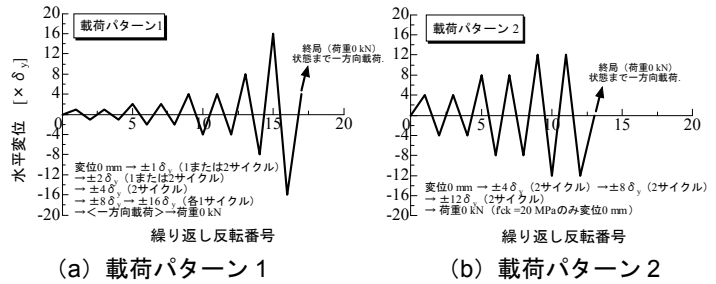 載荷パターン1
終局（荷重0 kN）
状態まで一方向載荷.
水平変位 [×δy]
20
16
12
8
4
0
-4
-8
-12
-16
-20
5
10
15
20
変位0 mm → ±1δy（1または2サイクル）
→±2δy（1または2サイクル）
→ ±4δy（2サイクル）
→ ±8δy→ ±16δy（各1サイクル）
→＜一方向載荷＞→荷重0 kN
繰り返し反転番号
(a) 載荷パターン 1
載荷パターン 2
終局（荷重0 kN）
状態まで一方向載荷.
20
16
12
8
4
0
-4
-8
-12
-16
-20
5
10
15
20
変位0 mm → ±4δy（2サイクル）→±8δy（2サイクル）
→ ±12δy（2サイクル）
→ 荷重0 kN（f'ck =20 MPaのみ変位0 mm）
繰り返し反転番号
(b) 載荷パターン 2